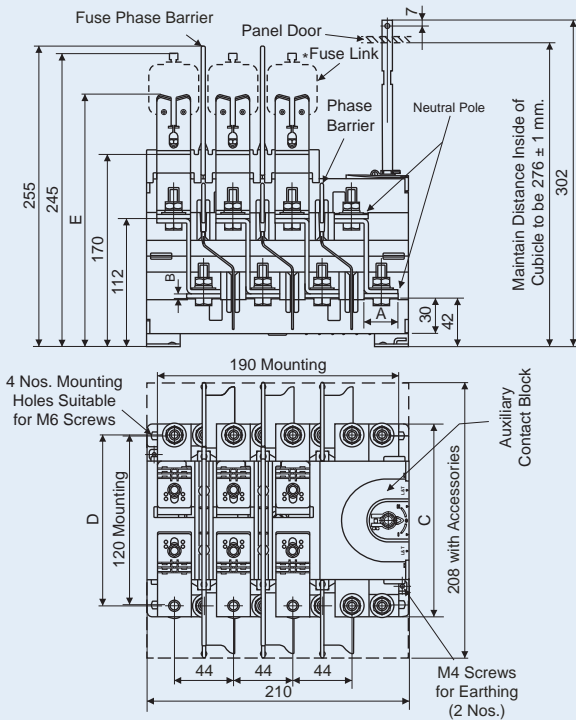 Fuse Phase Barrier
7
Panel Door
*Fuse Link
Phase
Barrier
Neutral Pole
255
245
E
170
112
B
A
30
42
Maintain Distance Inside of
Cubicle to be 276 ± 1 mm.
302
190 Mounting
4 Nos. Mounting
Holes Suitable
for M6 Screws
Auxiliary
Contact Block
D
120 Mounting
C
208 with Accessories
L&T
L&T
44
44
44
210
M4 Screws
for Earthing
(2 Nos.)